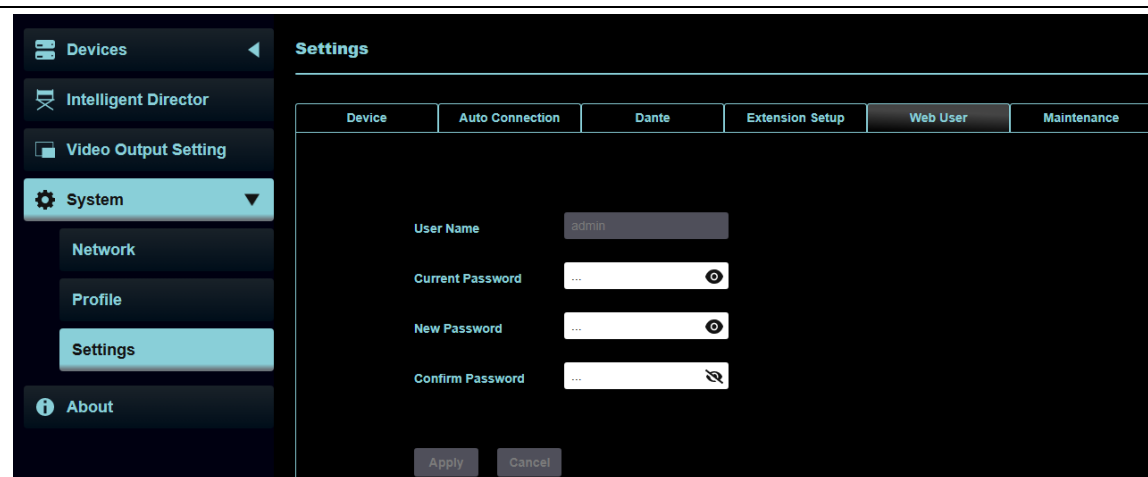 Devices
Intelligent Director
Video Output Setting
System
Network
Profile
Settings
About
Settings
Device Auto Connection Dante Extension Setup Web User Maintenance
User Name admin
Current Password ...
New Password ...
Confirm Password ...
Apply Cancel